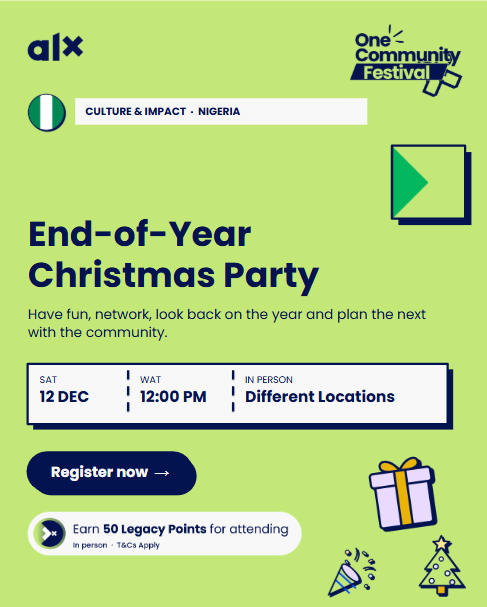 alx
One
Community
Festival
CULTURE & IMPACT · NIGERIA
End-of-Year
Christmas Party
Have fun, network, look back on the year and plan the next
with the community.
SAT
12 DEC
WAT
12:00 PM
IN PERSON
Different Locations
Register now →
Earn 50 Legacy Points for attending
In person · T&Cs Apply